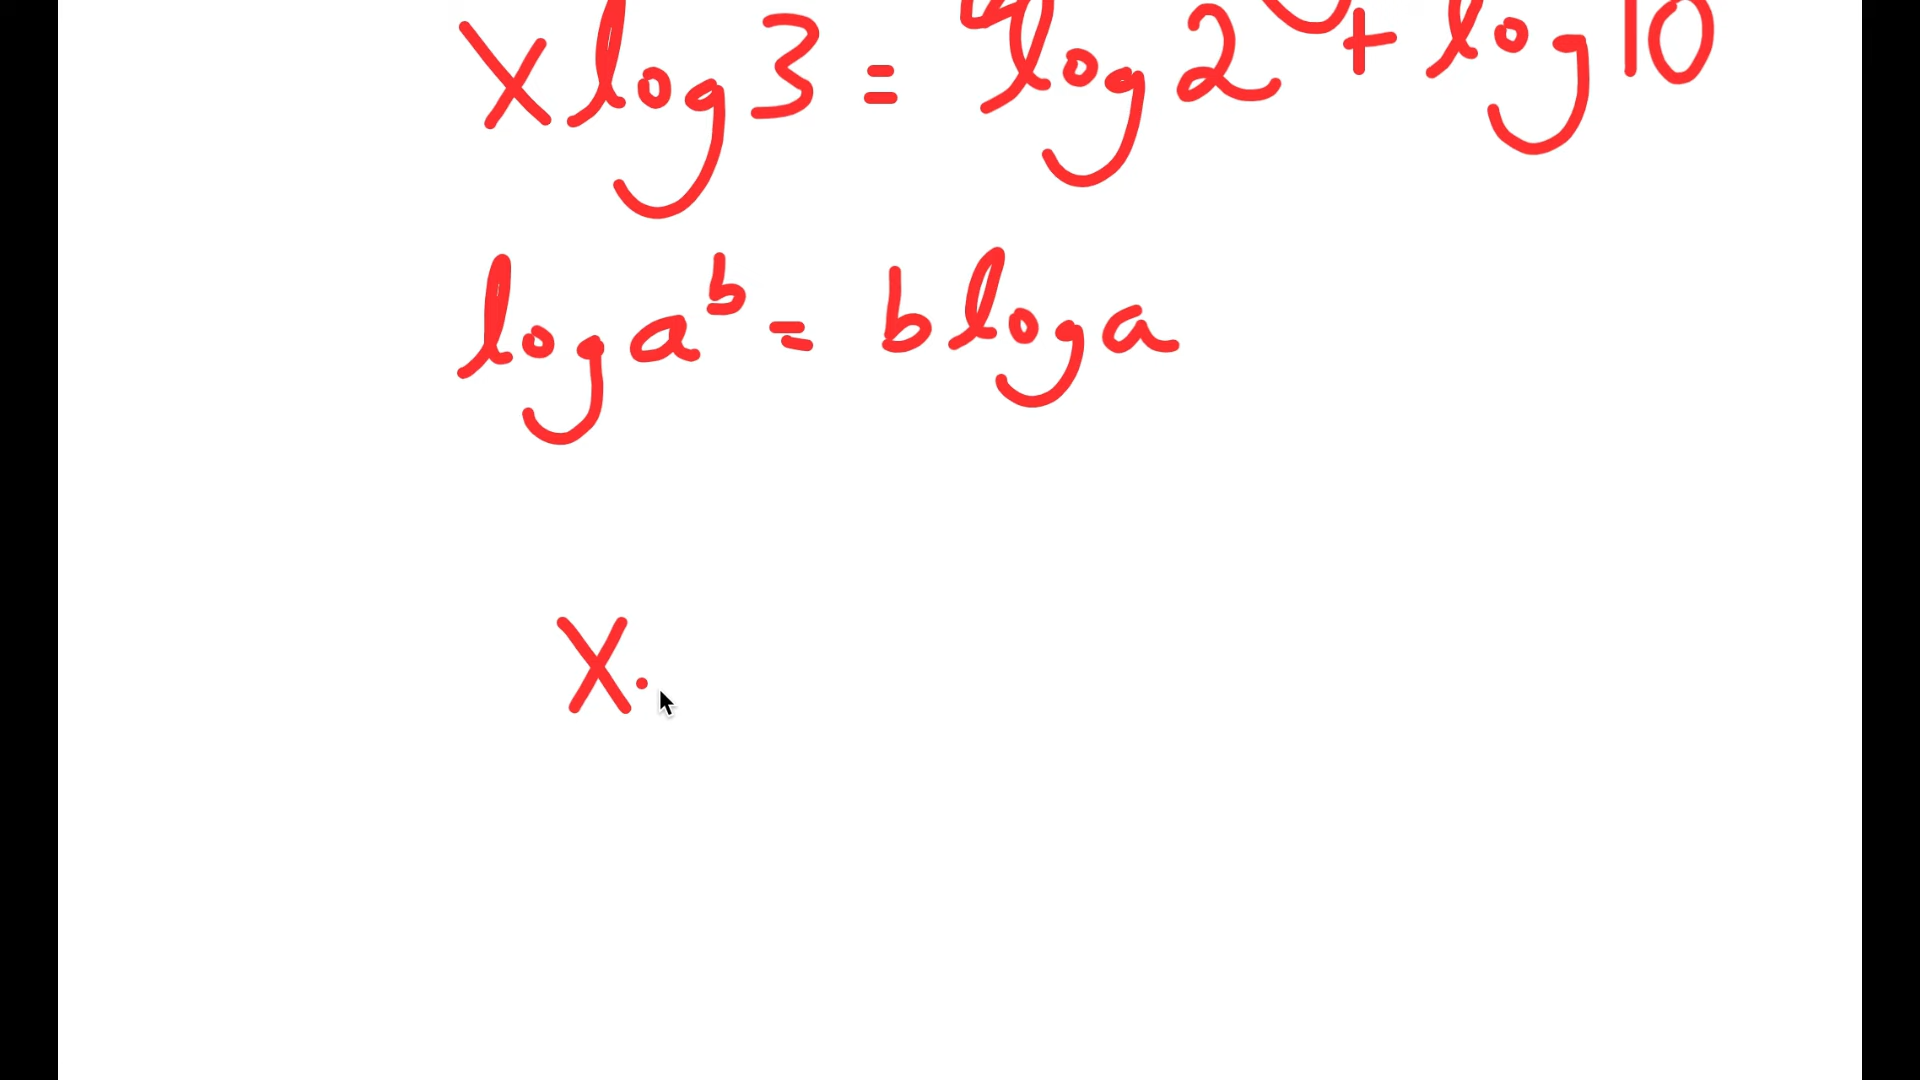 x log 3 = log 2 + log 10
log a^b = b log a
x.